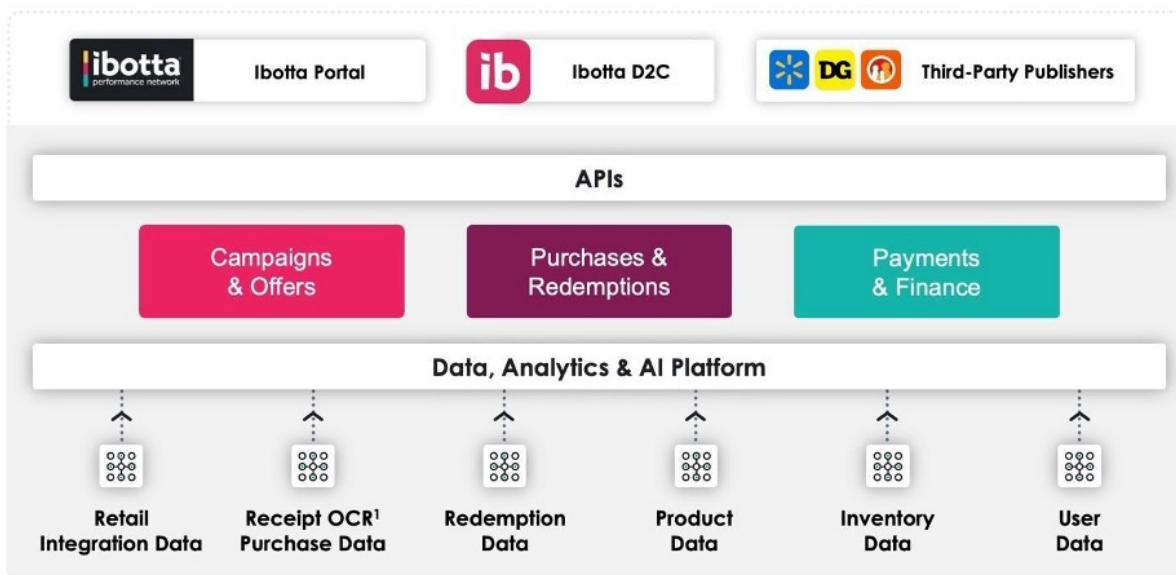 ibotta
performance network
Ibotta Portal
ib
Ibotta D2C
DG
Third-Party Publishers
APIs
Campaigns
& Offers
Purchases &
Redemptions
Payments
& Finance
Data, Analytics & AI Platform
Retail
Integration Data
Receipt OCR¹
Purchase Data
Redemption
Data
Product
Data
Inventory
Data
User
Data